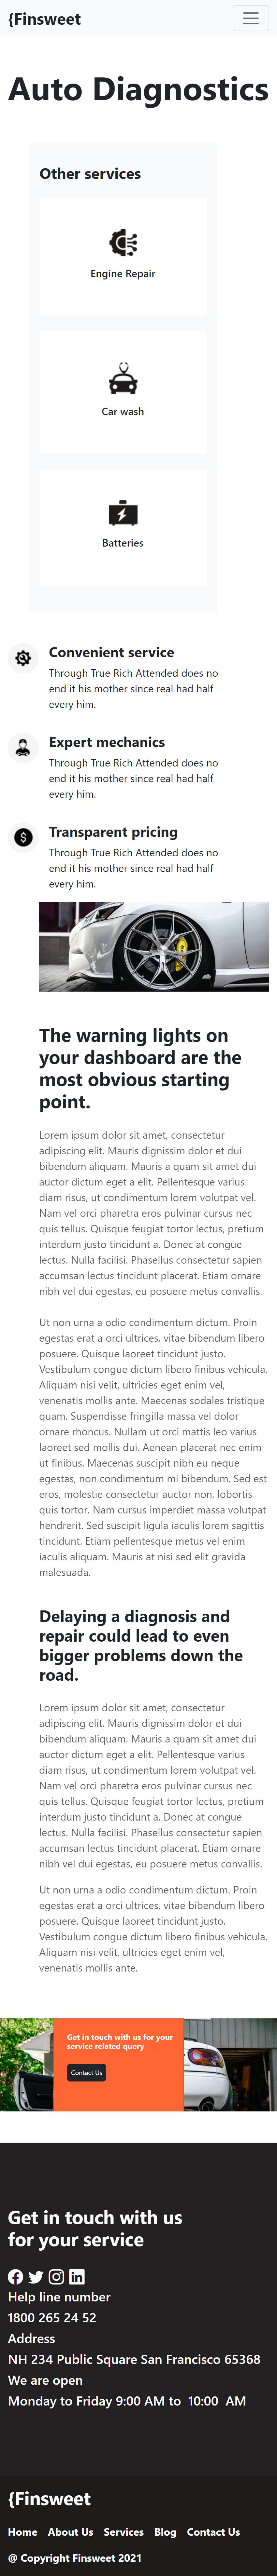 {Finsweet
Auto Diagnostics
Other services
Engine Repair
Car wash
Batteries
Convenient service
Through True Rich Attended does no
end it his mother since real had half
every him.
Expert mechanics
Through True Rich Attended does no
end it his mother since real had half
every him.
Transparent pricing
Through True Rich Attended does no
end it his mother since real had half
every him.
The warning lights on
your dashboard are the
most obvious starting
point.
Lorem ipsum dolor sit amet, consectetur
adipiscing elit. Mauris dignissim dolor et dui
bibendum aliquam. Mauris a quam sit amet dui
auctor dictum eget a elit. Pellentesque varius
diam risus, ut condimentum lorem volutpat vel.
Nam vel orci pharetra eros pulvinar cursus nec
quis tellus. Quisque feugiat tortor lectus, pretium
interdum justo tincidunt a. Donec at congue
lectus. Nulla facilisi. Phasellus consectetur sapien
accumsan lectus tincidunt placerat. Etiam ornare
nibh vel dui egestas, eu posuere metus convallis.
Ut non urna a odio condimentum dictum. Proin
egestas erat a orci ultrices, vitae bibendum libero
posuere. Quisque laoreet tincidunt justo.
Vestibulum congue dictum libero finibus vehicula.
Aliquam nisi velit, ultricies eget enim vel,
venenatis mollis ante. Maecenas sodales tristique
quam. Suspendisse fringilla massa vel dolor
ornare rhoncus. Nullam ut orci mattis leo varius
laoreet sed mollis dui. Aenean placerat nec enim
ut finibus. Maecenas suscipit nibh eu neque
egestas, non condimentum mi bibendum. Sed est
eros, molestie consectetur auctor non, lobortis
quis tortor. Nam cursus imperdiet massa volutpat
hendrerit. Sed suscipit ligula iaculis lorem sagittis
tincidunt. Etiam pellentesque metus vel enim
iaculis aliquam. Mauris at nisi sed elit gravida
malesuada.
Delaying a diagnosis and
repair could lead to even
bigger problems down the
road.
Lorem ipsum dolor sit amet, consectetur
adipiscing elit. Mauris dignissim dolor et dui
bibendum aliquam. Mauris a quam sit amet dui
auctor dictum eget a elit. Pellentesque varius
diam risus, ut condimentum lorem volutpat vel.
Nam vel orci pharetra eros pulvinar cursus nec
quis tellus. Quisque feugiat tortor lectus, pretium
interdum justo tincidunt a. Donec at congue
lectus. Nulla facilisi. Phasellus consectetur sapien
accumsan lectus tincidunt placerat. Etiam ornare
nibh vel dui egestas, eu posuere metus convallis.
Ut non urna a odio condimentum dictum. Proin
egestas erat a orci ultrices, vitae bibendum libero
posuere. Quisque laoreet tincidunt justo.
Vestibulum congue dictum libero finibus vehicula.
Aliquam nisi velit, ultricies eget enim vel,
venenatis mollis ante.
Get in touch with us for your
service related query
Contact Us
Get in touch with us
for your service
Help line number
1800 265 24 52
Address
NH 234 Public Square San Francisco 65368
We are open
Monday to Friday 9:00 AM to 10:00 AM
{Finsweet
Home About Us Services Blog Contact Us
@ Copyright Finsweet 2021